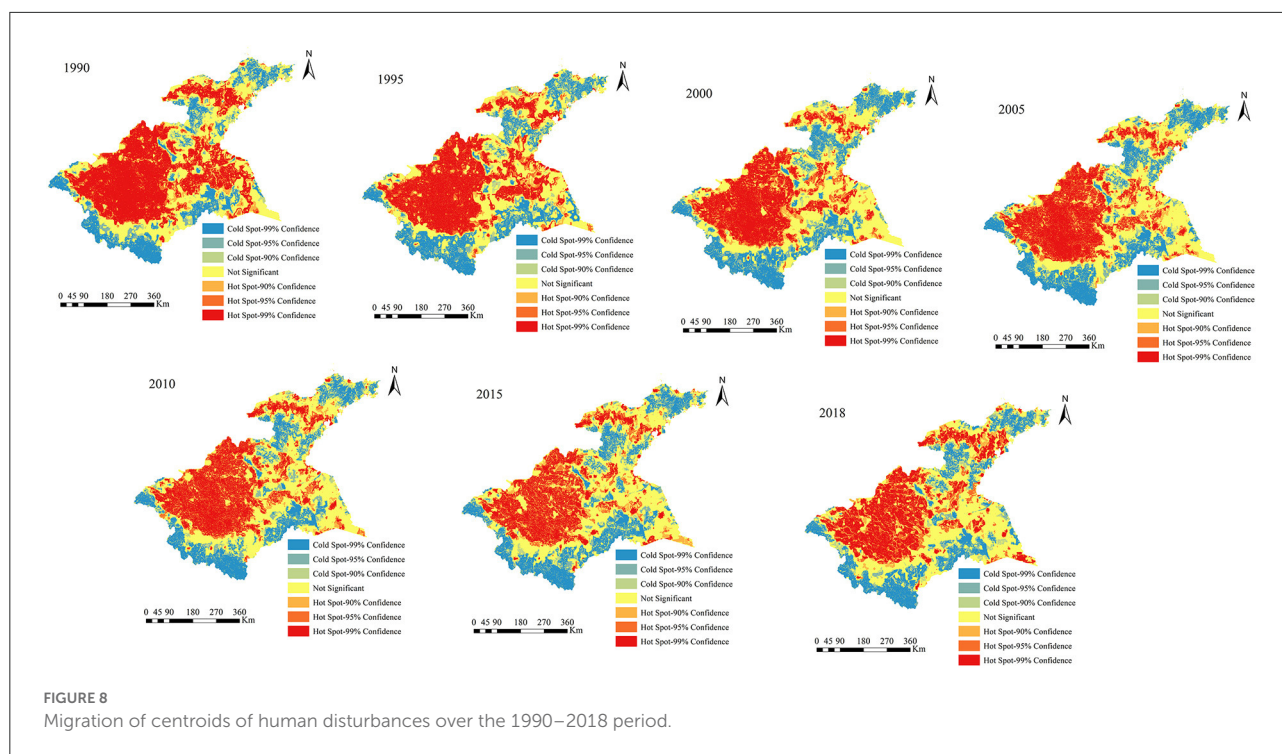 1990
N
Cold Spot-99% Confidence
Cold Spot-95% Confidence
Cold Spot-90% Confidence
Not Significant
Hot Spot-90% Confidence
Hot Spot-95% Confidence
Hot Spot-99% Confidence
0 45 90 180 270 360
Km
1995
N
Cold Spot-99% Confidence
Cold Spot-95% Confidence
Cold Spot-90% Confidence
Not Significant
Hot Spot-90% Confidence
Hot Spot-95% Confidence
Hot Spot-99% Confidence
0 45 90 180 270 360
Km
2000
N
Cold Spot-99% Confidence
Cold Spot-95% Confidence
Cold Spot-90% Confidence
Not Significant
Hot Spot-90% Confidence
Hot Spot-95% Confidence
Hot Spot-99% Confidence
0 45 90 180 270 360
Km
2005
N
Cold Spot-99% Confidence
Cold Spot-95% Confidence
Cold Spot-90% Confidence
Not Significant
Hot Spot-90% Confidence
Hot Spot-95% Confidence
Hot Spot-99% Confidence
0 45 90 180 270 360
Km
2010
N
Cold Spot-99% Confidence
Cold Spot-95% Confidence
Cold Spot-90% Confidence
Not Significant
Hot Spot-90% Confidence
Hot Spot-95% Confidence
Hot Spot-99% Confidence
0 45 90 180 270 360
Km
2015
N
Cold Spot-99% Confidence
Cold Spot-95% Confidence
Cold Spot-90% Confidence
Not Significant
Hot Spot-90% Confidence
Hot Spot-95% Confidence
Hot Spot-99% Confidence
0 45 90 180 270 360
Km
2018
N
Cold Spot-99% Confidence
Cold Spot-95% Confidence
Cold Spot-90% Confidence
Not Significant
Hot Spot-90% Confidence
Hot Spot-95% Confidence
Hot Spot-99% Confidence
0 45 90 180 270 360
Km
FIGURE 8
Migration of centroids of human disturbances over the 1990–2018 period.